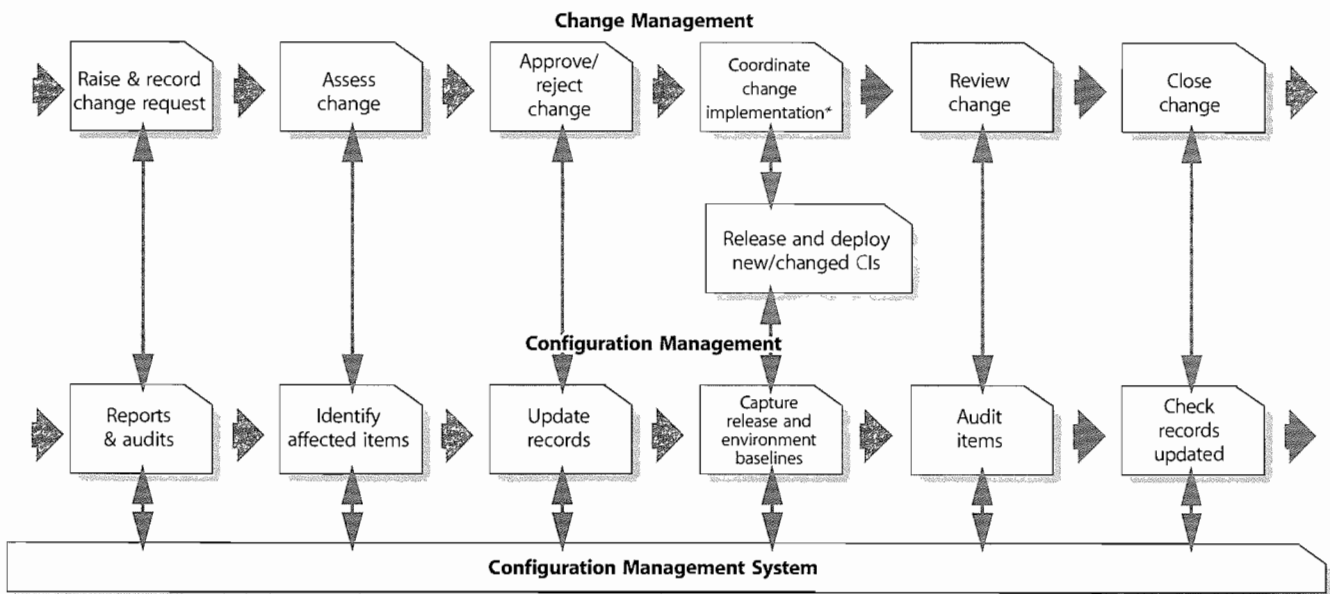 Change Management
Raise & record
change request
Assess
change
Approve/
reject
change
Coordinate
change
implementation*
Review
change
Close
change
Release and deploy
new/changed CIs
Configuration Management
Reports
& audits
Identify
affected items
Update
records
Capture
release and
environment
baselines
Audit
items
Check
records
updated
Configuration Management System